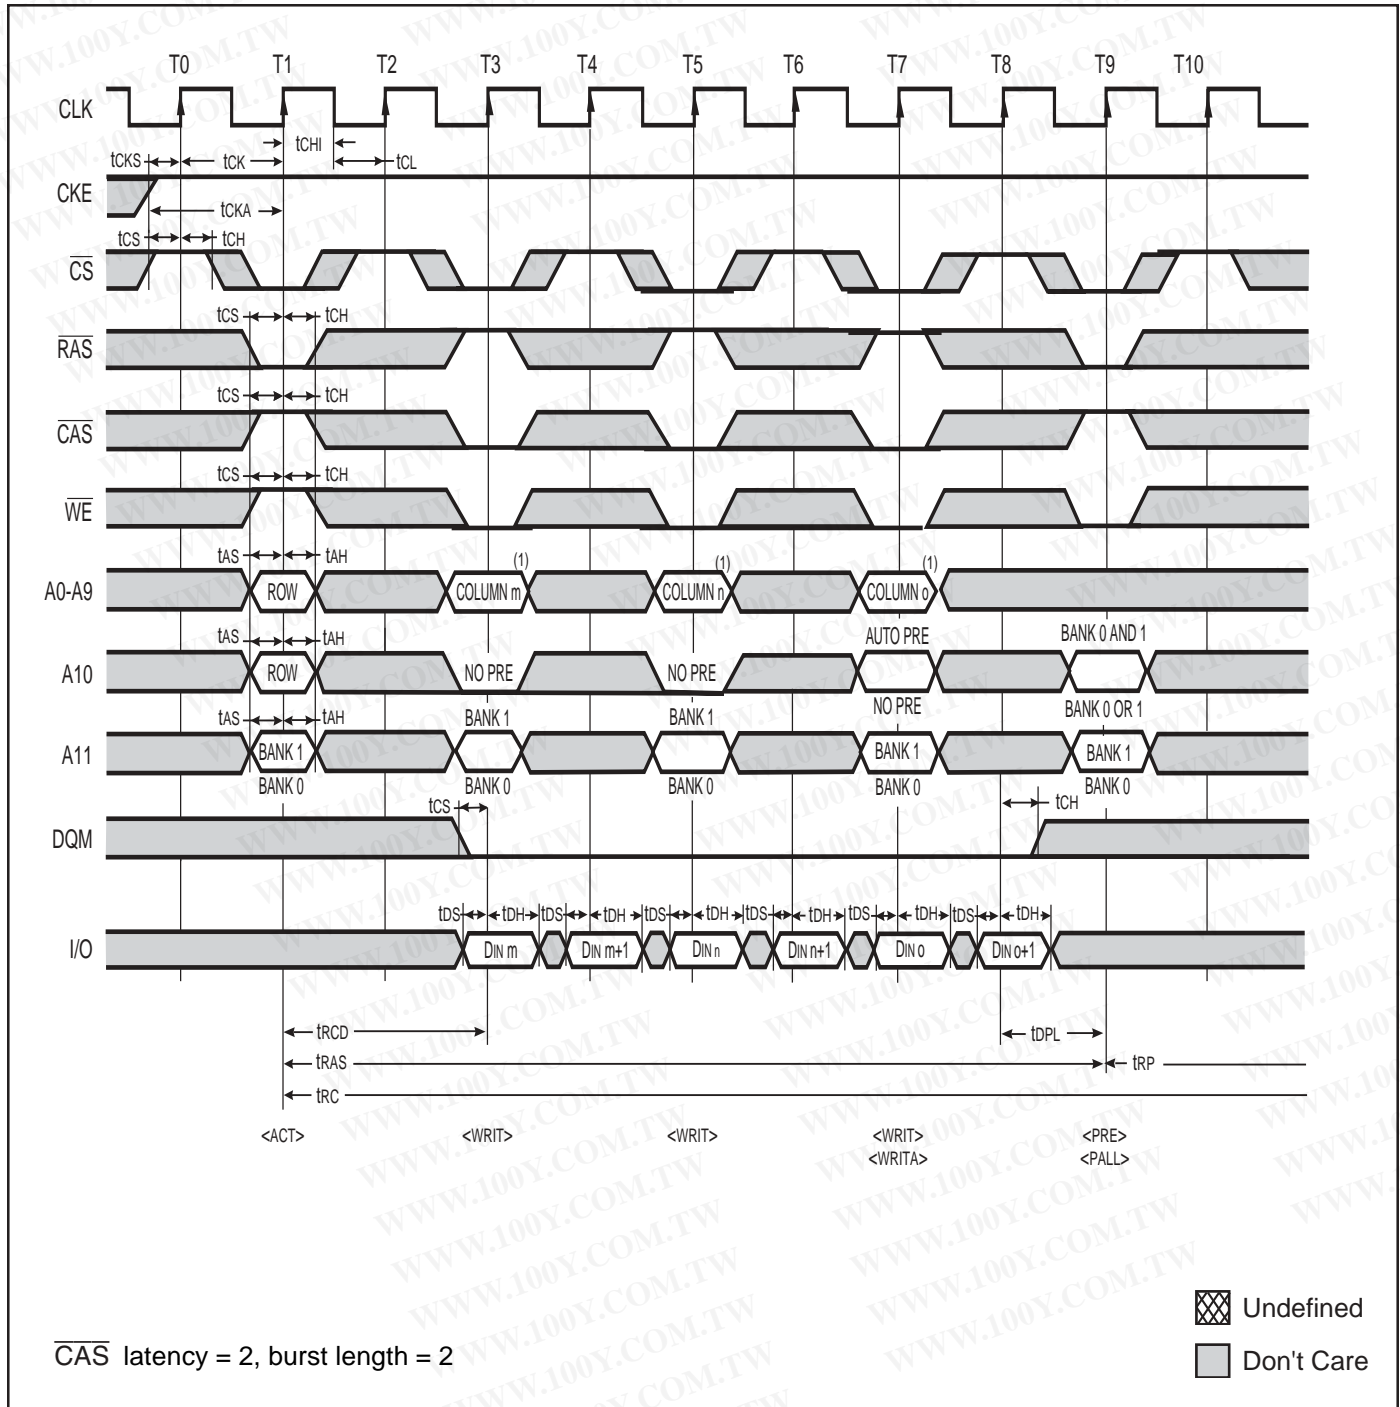 T0 T1 T2 T3 T4 T5 T6 T7 T8 T9 T10
CLK
tCHI
tCKS tCK tCL
CKE
tCKA
tCS tCH
CS
tCS tCH
RAS
tCS tCH
CAS
tCS tCH
WE
tAS tAH (1) (1) (1)
A0-A9 ROW COLUMN m COLUMN n COLUMN o
tAS tAH AUTO PRE BANK 0 AND 1
A10 ROW NO PRE NO PRE
NO PRE BANK 0 OR 1
tAS tAH BANK 1 BANK 1
A11 BANK 1 BANK 1 BANK 1
BANK 0 BANK 0 BANK 0 BANK 0 BANK 0
tCS tCH
DQM
tDS tDH tDS tDH tDS tDH tDS tDH tDS tDH tDS tDH
I/O DIN m DIN m+1 DIN n DIN n+1 DIN o DIN o+1
tRCD tDPL
tRAS tRP
tRC
<ACT> <WRIT> <WRIT> <WRIT> <PRE>
<WRITA> <PALL>
Undefined
CAS latency = 2, burst length = 2
Don't Care
WWW.100Y.COM.TW